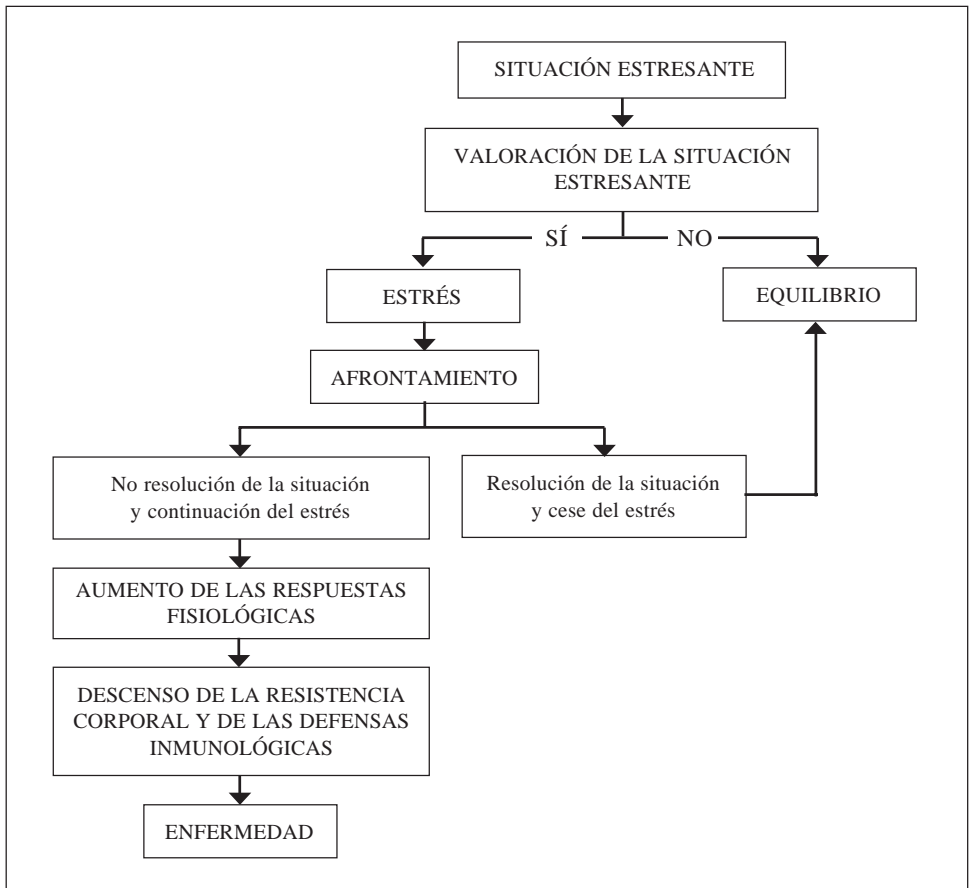 SITUACIÓN ESTRESANTE
VALORACIÓN DE LA SITUACIÓN
ESTRESANTE
SÍ
NO
ESTRÉS
EQUILIBRIO
AFRONTAMIENTO
No resolución de la situación
y continuación del estrés
Resolución de la situación
y cese del estrés
AUMENTO DE LAS RESPUESTAS
FISIOLÓGICAS
DESCENSO DE LA RESISTENCIA
CORPORAL Y DE LAS DEFENSAS
INMUNOLÓGICAS
ENFERMEDAD